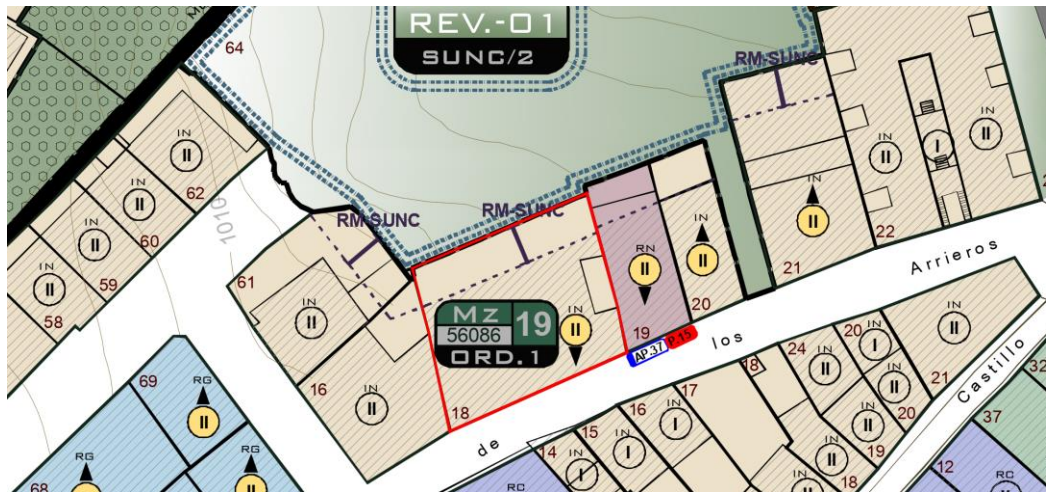 REV.-01
SUNC/2
64
RM-SUNC
IN
II
62
IN
II
60
IN
II
59
IN
II
58
1010
RM-SUNC
RM-SUNC
61
IN
II
16
IN
II
18
Mz
56086
19
ORD.1
IN
II
RN
II
19
AP.37
P.15
IN
II
20
IN
II
21
IN
II
22
I
IN
II
Arrieros
los
de
Castillo
69
RG
II
RG
II
RG
II
68
14
IN
I
15
IN
I
16
IN
I
17
18
24
IN
II
20
IN
I
IN
II
20
IN
II
19
IN
II
18
IN
II
21
32
37
12
RC
RC